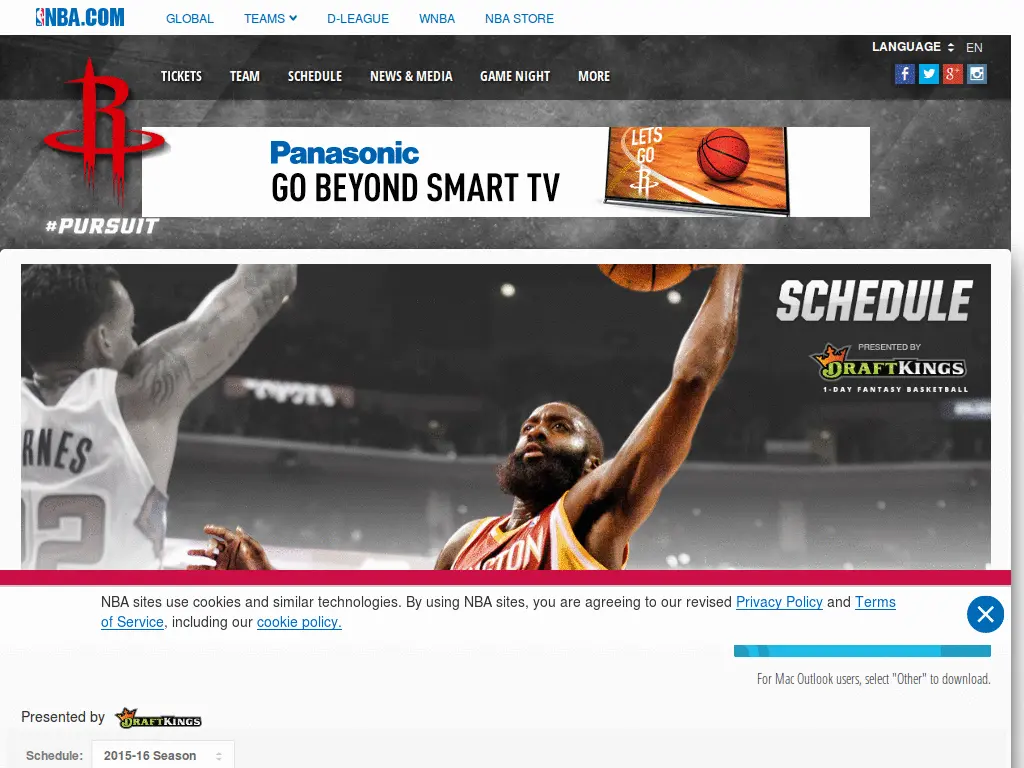 NBA.COM GLOBAL TEAMS D-LEAGUE WNBA NBA STORE
LANGUAGE EN
TICKETS TEAM SCHEDULE NEWS & MEDIA GAME NIGHT MORE
R
#PURSUIT
Panasonic
GO BEYOND SMART TV
LETS
GO
R
SCHEDULE
PRESENTED BY
DRAFTKINGS
1-DAY FANTASY BASKETBALL
TOYOTA
RNES
NBA sites use cookies and similar technologies. By using NBA sites, you are agreeing to our revised Privacy Policy and Terms
of Service, including our cookie policy.
For Mac Outlook users, select "Other" to download.
Presented by DRAFTKINGS
Schedule: 2015-16 Season